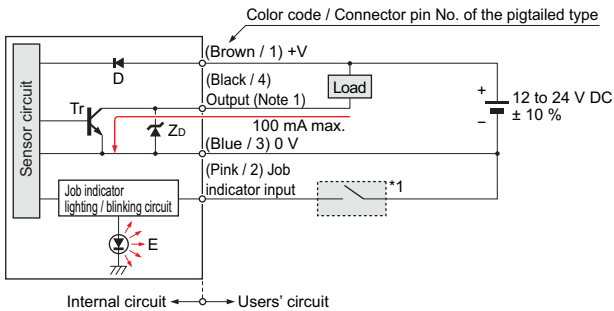 Color code / Connector pin No. of the pigtailed type
(Brown / 1) +V
D
(Black / 4)
Output (Note 1)
Load
+
12 to 24 V DC
± 10 %
−
Tr
ZD
100 mA max.
Sensor circuit
(Blue / 3) 0 V
(Pink / 2) Job
indicator input
*1
Job indicator
lighting / blinking circuit
E
Internal circuit
Users' circuit